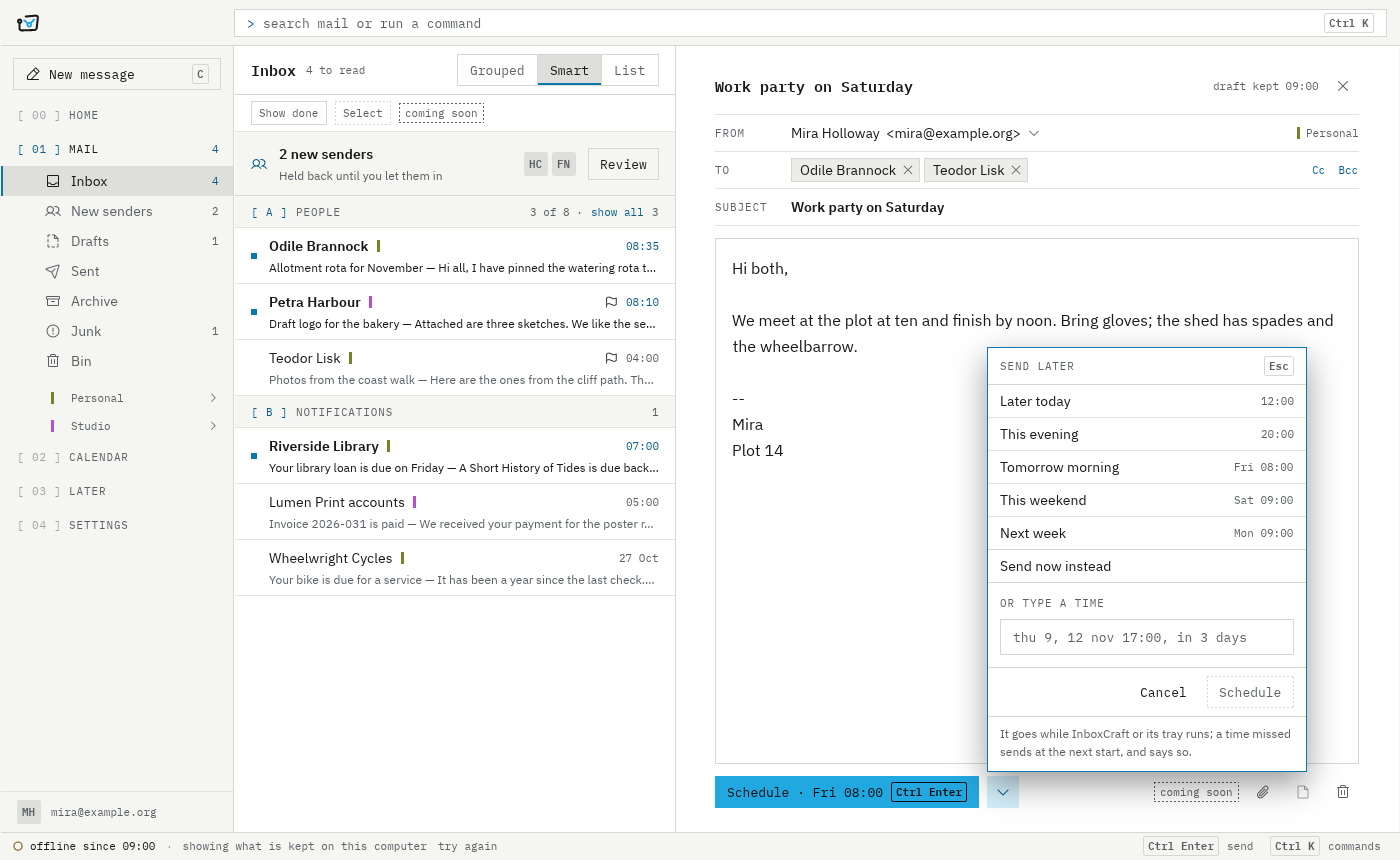 > search mail or run a command Ctrl K
New message C
[ 00 ] HOME
[ 01 ] MAIL 4
Inbox 4
New senders 2
Drafts 1
Sent
Archive
Junk 1
Bin
Personal
Studio
[ 02 ] CALENDAR
[ 03 ] LATER
[ 04 ] SETTINGS
MH mira@example.org
Inbox 4 to read Grouped Smart List
Show done Select coming soon
2 new senders
Held back until you let them in
HC FN Review
[ A ] PEOPLE 3 of 8 · show all 3
Odile Brannock 08:35
Allotment rota for November — Hi all, I have pinned the watering rota t…
Petra Harbour 08:10
Draft logo for the bakery — Attached are three sketches. We like the se…
Teodor Lisk 04:00
Photos from the coast walk — Here are the ones from the cliff path. Th…
[ B ] NOTIFICATIONS 1
Riverside Library 07:00
Your library loan is due on Friday — A Short History of Tides is due back…
Lumen Print accounts 05:00
Invoice 2026-031 is paid — We received your payment for the poster r…
Wheelwright Cycles 27 Oct
Your bike is due for a service — It has been a year since the last check.…
Work party on Saturday draft kept 09:00
FROM Mira Holloway <mira@example.org> Personal
TO Odile Brannock Teodor Lisk Cc Bcc
SUBJECT Work party on Saturday
Hi both,
We meet at the plot at ten and finish by noon. Bring gloves; the shed has spades and
the wheelbarrow.
--
Mira
Plot 14
SEND LATER Esc
Later today 12:00
This evening 20:00
Tomorrow morning Fri 08:00
This weekend Sat 09:00
Next week Mon 09:00
Send now instead
OR TYPE A TIME
thu 9, 12 nov 17:00, in 3 days
Cancel Schedule
It goes while InboxCraft or its tray runs; a time missed
sends at the next start, and says so.
Schedule · Fri 08:00 Ctrl Enter coming soon
offline since 09:00 · showing what is kept on this computer try again Ctrl Enter send Ctrl K commands